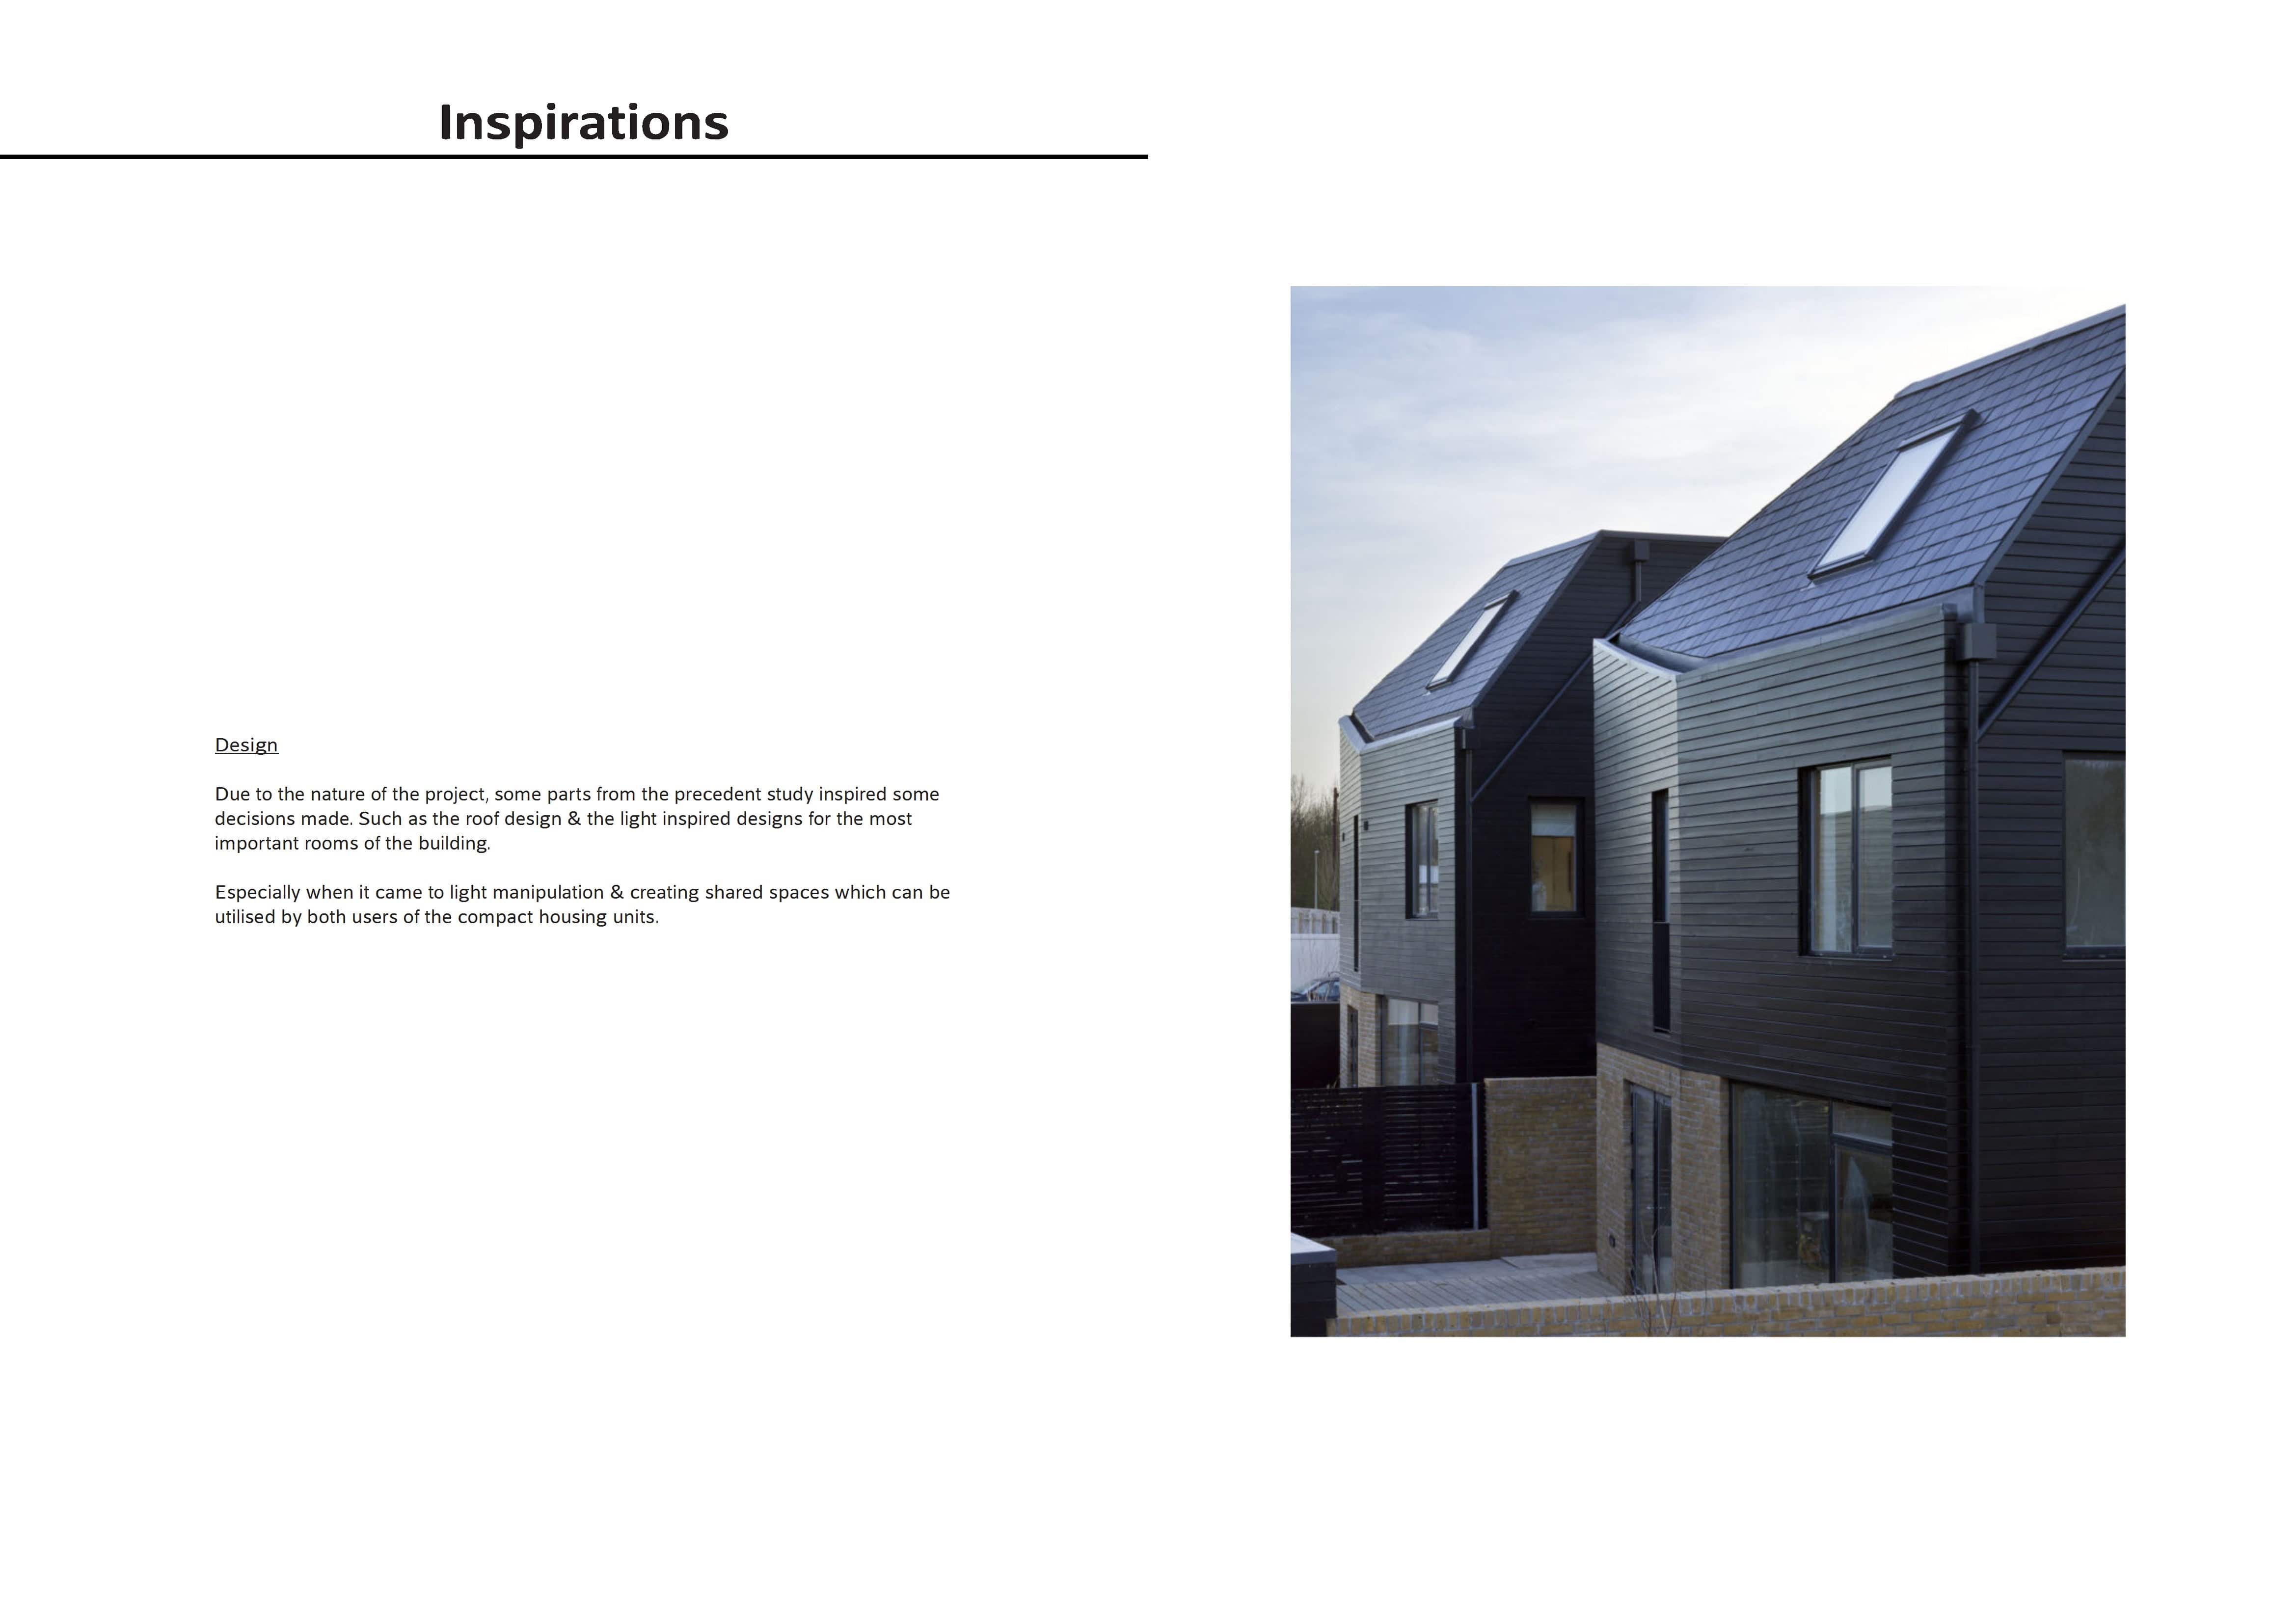 Inspirations
Design
Due to the nature of the project, some parts from the precedent study inspired some
decisions made. Such as the roof design & the light inspired designs for the most
important rooms of the building.
Especially when it came to light manipulation & creating shared spaces which can be
utilised by both users of the compact housing units.